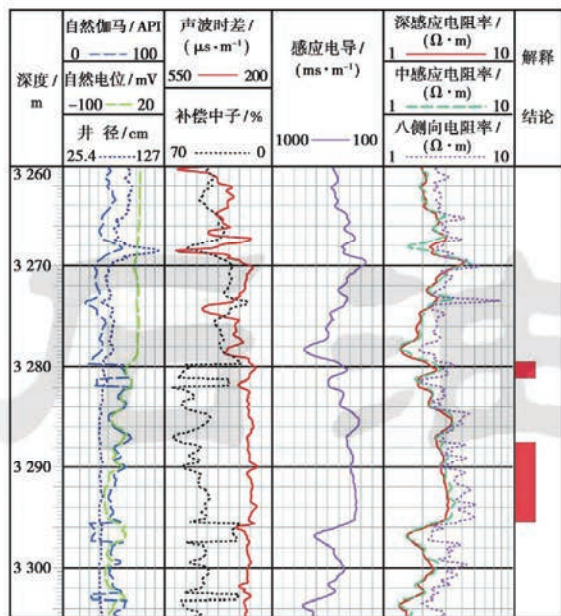 深度/
m
自然伽马/API
0 100
自然电位/mV
-100 20
井 径/cm
25.4 127
声波时差/
(μs·m⁻¹)
550 200
补偿中子/%
70 0
感应电导/
(ms·m⁻¹)
1000 100
深感应电阻率/
(Ω·m)
1 10
中感应电阻率/
(Ω·m)
1 10
八侧向电阻率/
(Ω·m)
1 10
解释
结论
3 260
3 270
3 280
3 290
3 300